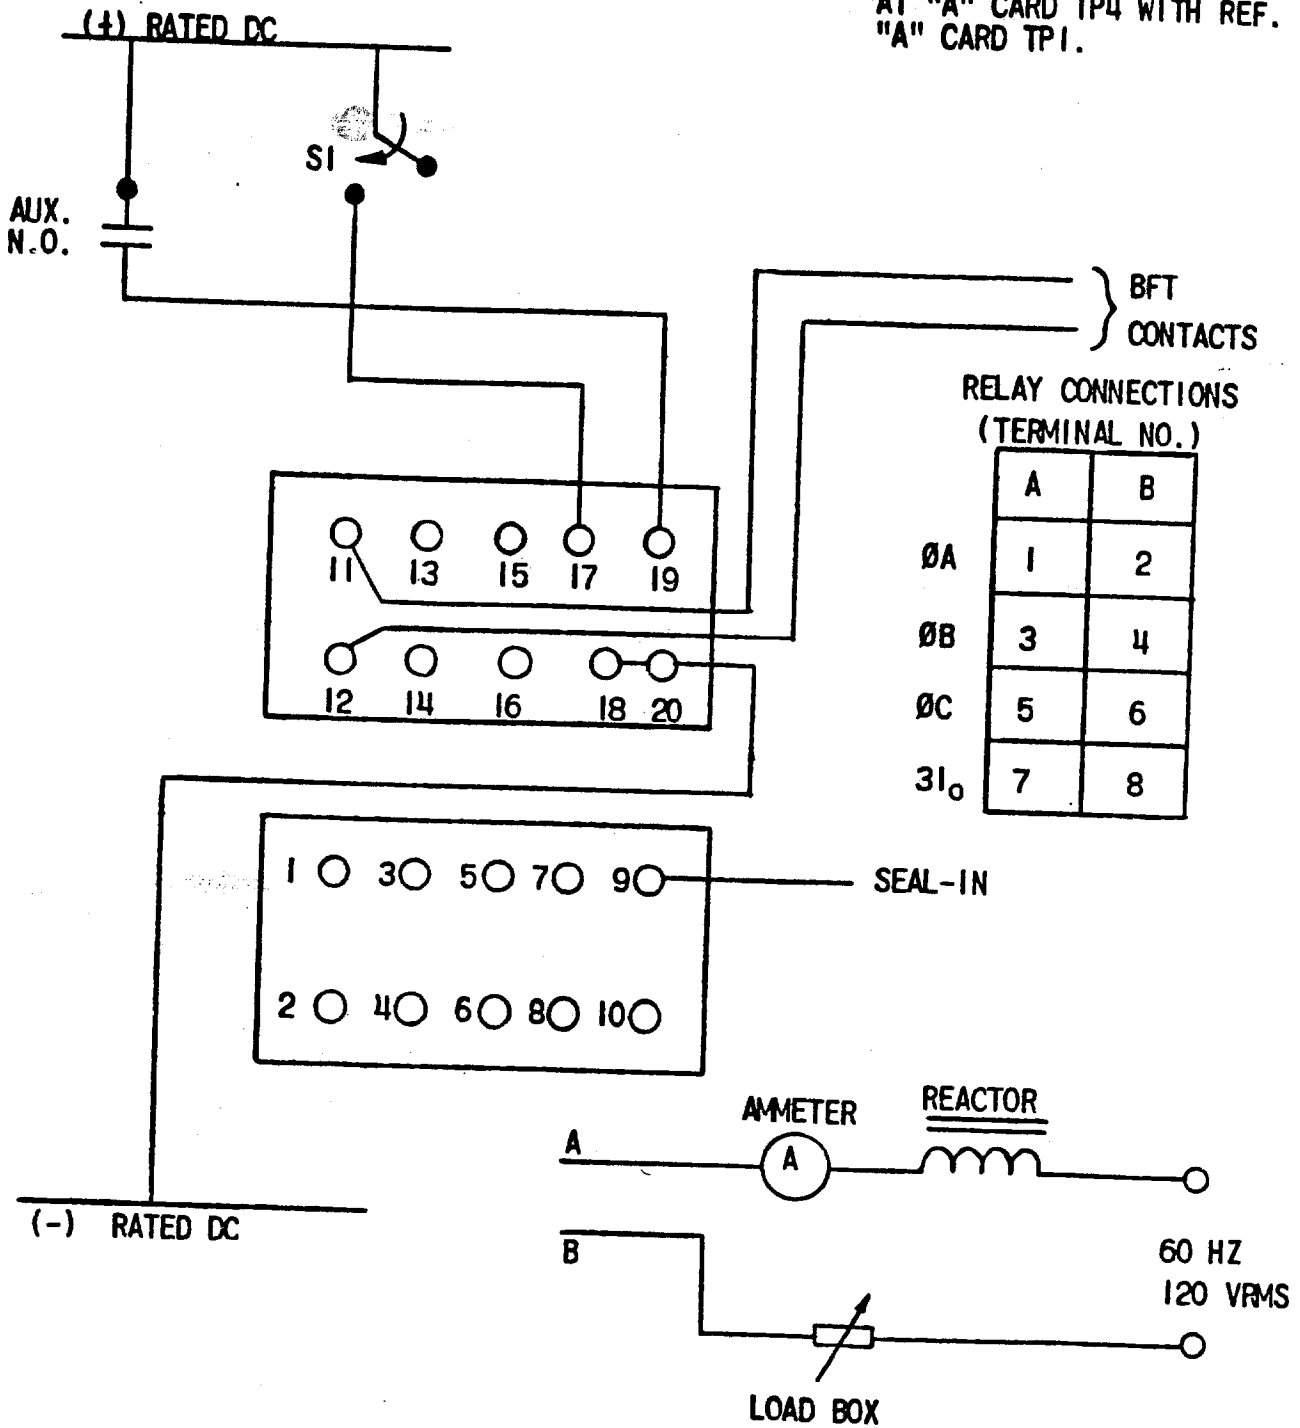 AT "A" CARD TP4 WITH REF.
"A" CARD TP1.
(+) RATED DC
S1
AUX.
N.O.
BFT
CONTACTS
RELAY CONNECTIONS
(TERMINAL NO.)
A B
ØA 1 2
ØB 3 4
ØC 5 6
3I₀ 7 8
11 13 15 17 19
12 14 16 18 20
1 3 5 7 9
SEAL-IN
2 4 6 8 10
AMMETER
REACTOR
A
A
B
(-) RATED DC
60 HZ
120 VRMS
LOAD BOX